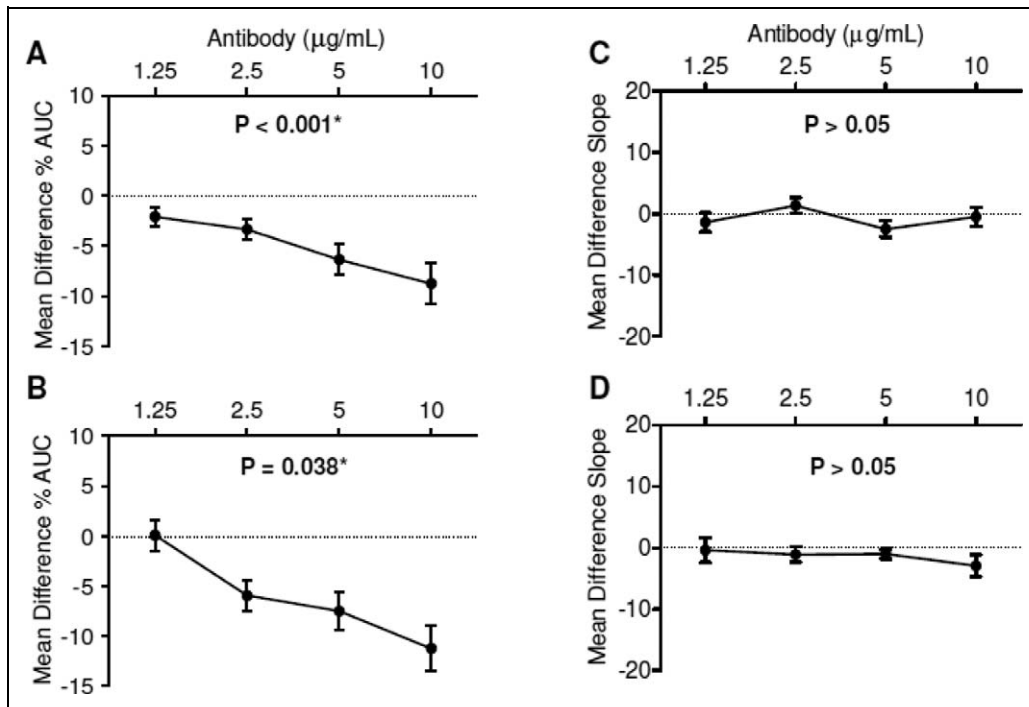 A
Antibody (µg/mL)
1.25 2.5 5 10
Mean Difference % AUC
10
5
0
-5
-10
-15
P < 0.001*
B
1.25 2.5 5 10
Mean Difference % AUC
10
5
0
-5
-10
-15
P = 0.038*
C
Antibody (µg/mL)
1.25 2.5 5 10
Mean Difference Slope
20
10
0
-10
-20
P > 0.05
D
1.25 2.5 5 10
Mean Difference Slope
20
10
0
-10
-20
P > 0.05